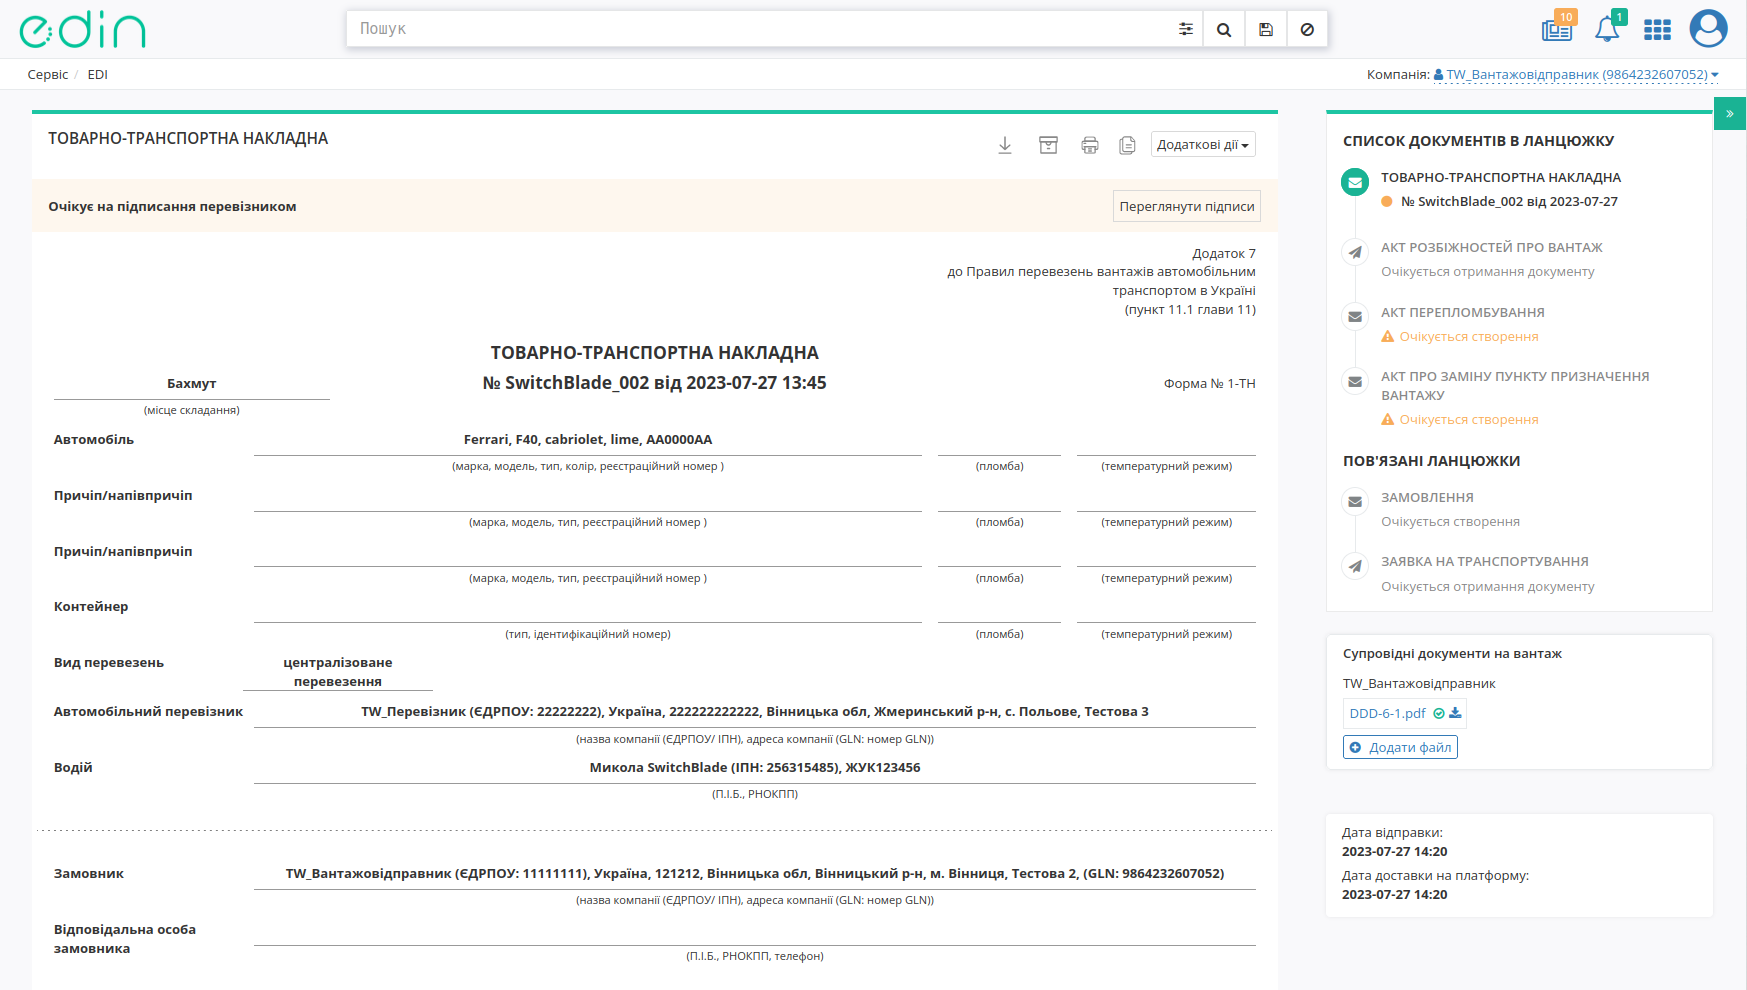 edin
Пошук
10
1
Сервіс / EDI
Компанія: TW_Вантажовідправник (9864232607052)
ТОВАРНО-ТРАНСПОРТНА НАКЛАДНА
Додаткові дії
Очікує на підписання перевізником
Переглянути підписи
Додаток 7
до Правил перевезень вантажів автомобільним
транспортом в Україні
(пункт 11.1 глави 11)
ТОВАРНО-ТРАНСПОРТНА НАКЛАДНА
Бахмут
№ SwitchBlade_002 від 2023-07-27 13:45
Форма № 1-ТН
(місце складання)
Автомобіль
Ferrari, F40, cabriolet, lime, АА0000АА
(марка, модель, тип, колір, реєстраційний номер )
(пломба)
(температурний режим)
Причіп/напівпричіп
(марка, модель, тип, реєстраційний номер )
(пломба)
(температурний режим)
Причіп/напівпричіп
(марка, модель, тип, реєстраційний номер )
(пломба)
(температурний режим)
Контейнер
(тип, ідентифікаційний номер)
(пломба)
(температурний режим)
Вид перевезень
централізоване
перевезення
Автомобільний перевізник
TW_Перевізник (ЄДРПОУ: 22222222), Україна, 222222222222, Вінницька обл, Жмеринський р-н, с. Польове, Тестова 3
(назва компанії (ЄДРПОУ/ ІПН), адреса компанії (GLN: номер GLN))
Водій
Микола SwitchBlade (ІПН: 256315485), ЖУК123456
(П.І.Б., РНОКПП)
Замовник
TW_Вантажовідправник (ЄДРПОУ: 11111111), Україна, 121212, Вінницька обл, Вінницький р-н, м. Вінниця, Тестова 2, (GLN: 9864232607052)
(назва компанії (ЄДРПОУ/ ІПН), адреса компанії (GLN: номер GLN))
Відповідальна особа
замовника
(П.І.Б., РНОКПП, телефон)
»
СПИСОК ДОКУМЕНТІВ В ЛАНЦЮЖКУ
ТОВАРНО-ТРАНСПОРТНА НАКЛАДНА
№ SwitchBlade_002 від 2023-07-27
АКТ РОЗБІЖНОСТЕЙ ПРО ВАНТАЖ
Очікується отримання документу
АКТ ПЕРЕПЛОМБУВАННЯ
Очікується створення
АКТ ПРО ЗАМІНУ ПУНКТУ ПРИЗНАЧЕННЯ
ВАНТАЖУ
Очікується створення
ПОВ'ЯЗАНІ ЛАНЦЮЖКИ
ЗАМОВЛЕННЯ
Очікується створення
ЗАЯВКА НА ТРАНСПОРТУВАННЯ
Очікується отримання документу
Супровідні документи на вантаж
TW_Вантажовідправник
DDD-6-1.pdf
Додати файл
Дата відправки:
2023-07-27 14:20
Дата доставки на платформу:
2023-07-27 14:20